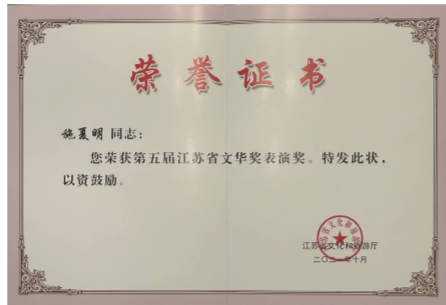 荣誉证书
施夏明 同志：
您荣获第五届江苏省文华奖表演奖。特发此状，
以资鼓励。
江苏省文化和旅游厅
二〇二一年十月